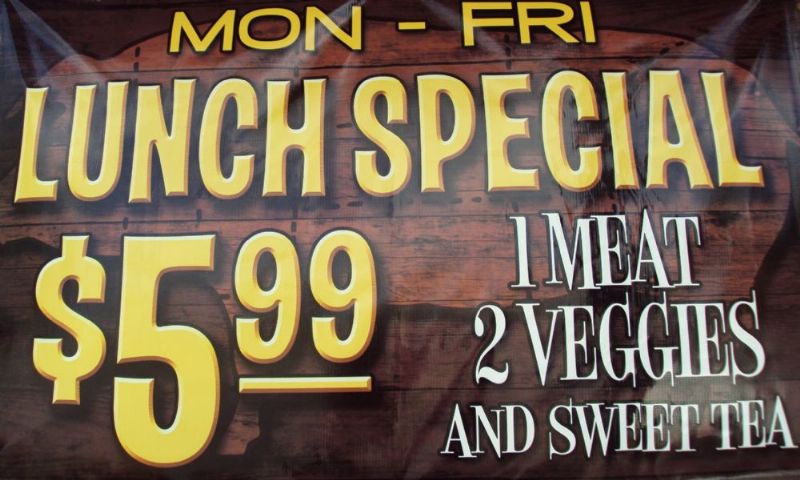 MON - FRI
LUNCH SPECIAL
$5.99
1 MEAT
2 VEGGIES
AND SWEET TEA